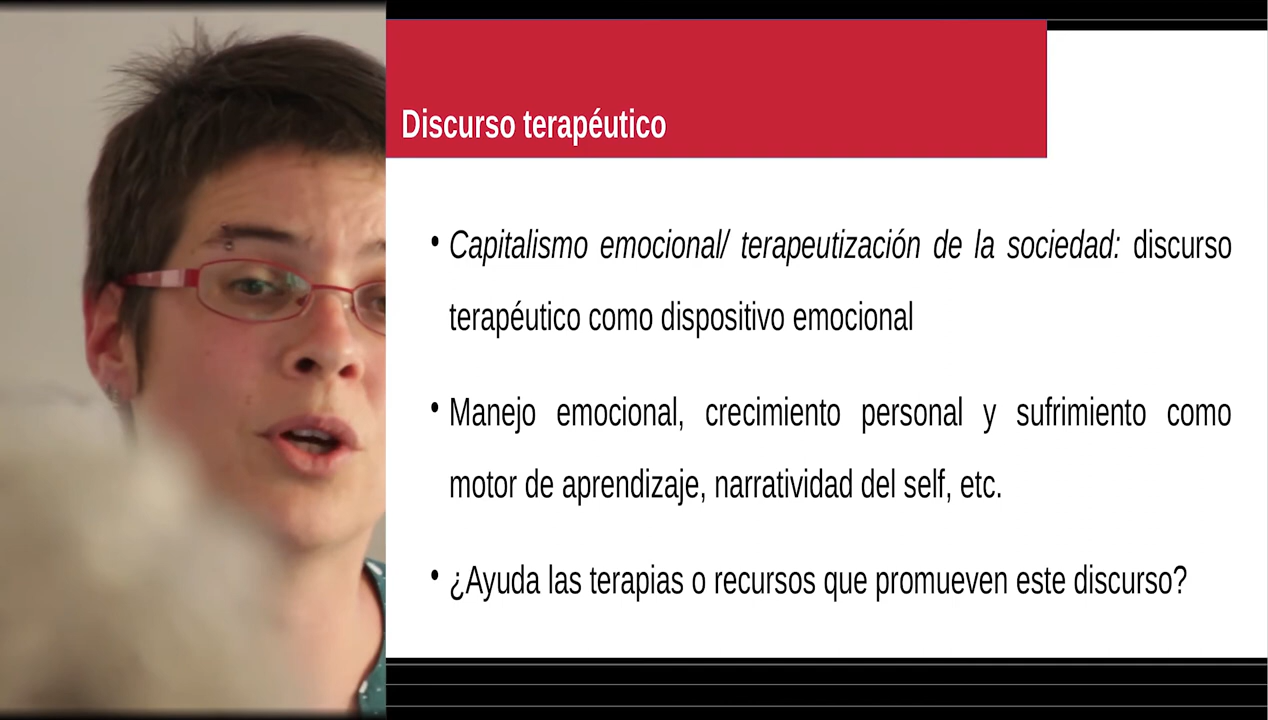 Discurso terapéutico
• Capitalismo emocional/ terapeutización de la sociedad: discurso
terapéutico como dispositivo emocional
• Manejo emocional, crecimiento personal y sufrimiento como
motor de aprendizaje, narratividad del self, etc.
• ¿Ayuda las terapias o recursos que promueven este discurso?